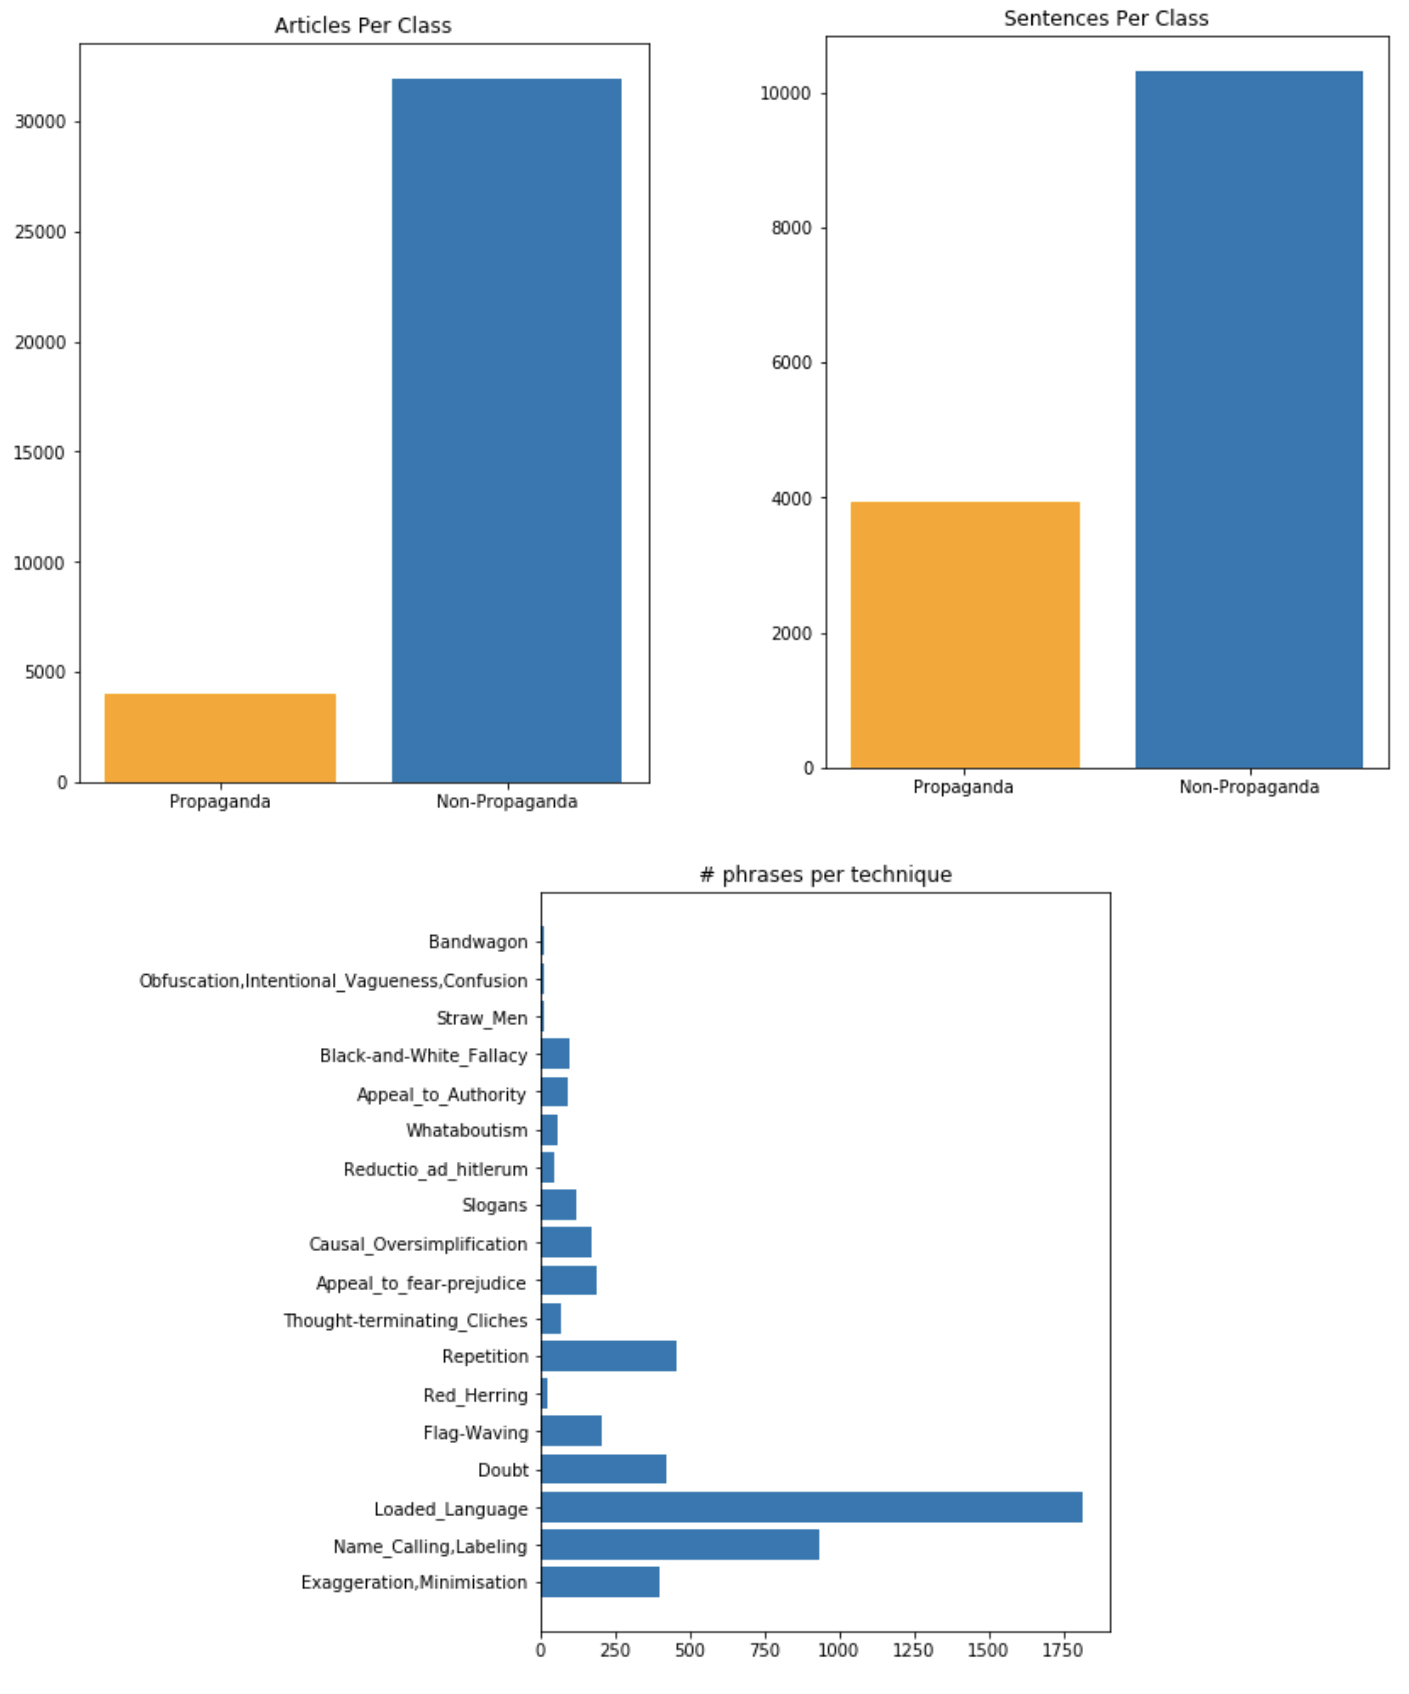 Articles Per Class
30000
25000
20000
15000
10000
5000
0
Propaganda Non-Propaganda
Sentences Per Class
10000
8000
6000
4000
2000
0
Propaganda Non-Propaganda
# phrases per technique
Bandwagon
Obfuscation,Intentional_Vagueness,Confusion
Straw_Men
Black-and-White_Fallacy
Appeal_to_Authority
Whataboutism
Reductio_ad_hitlerum
Slogans
Causal_Oversimplification
Appeal_to_fear-prejudice
Thought-terminating_Cliches
Repetition
Red_Herring
Flag-Waving
Doubt
Loaded_Language
Name_Calling,Labeling
Exaggeration,Minimisation
0 250 500 750 1000 1250 1500 1750